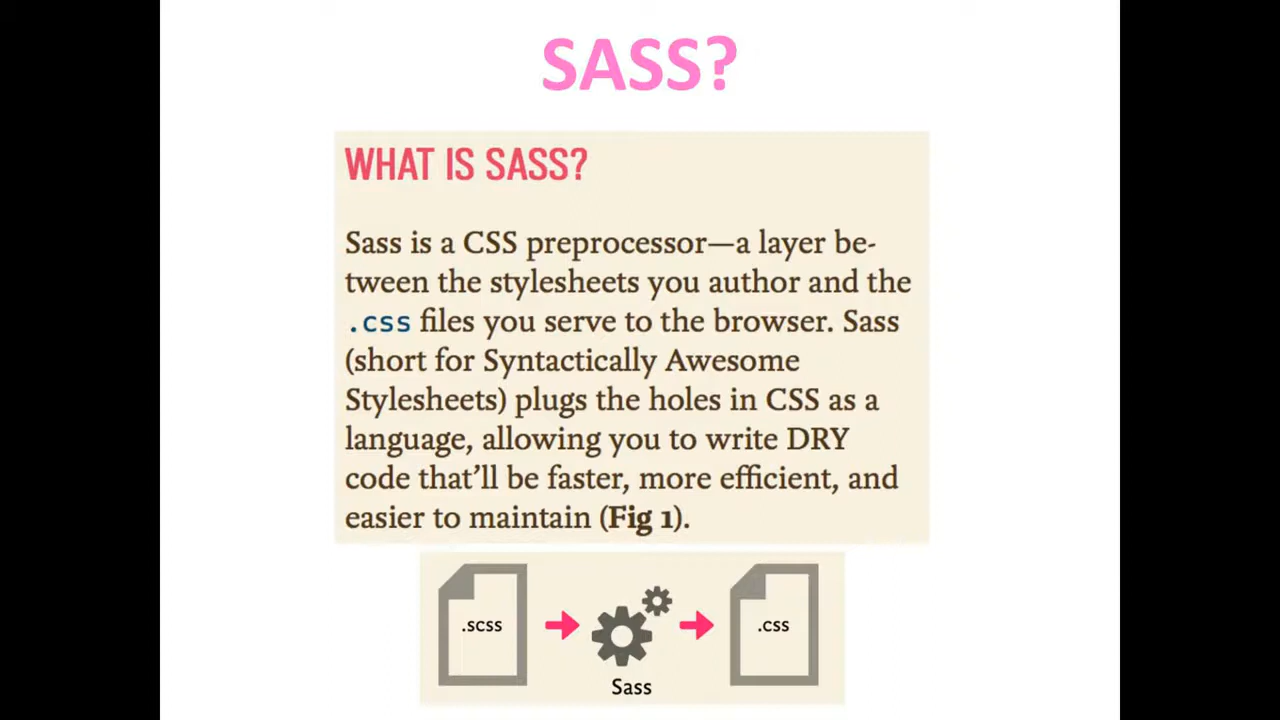 SASS?
WHAT IS SASS?
Sass is a CSS preprocessor—a layer be-
tween the stylesheets you author and the
.css files you serve to the browser. Sass
(short for Syntactically Awesome
Stylesheets) plugs the holes in CSS as a
language, allowing you to write DRY
code that’ll be faster, more efficient, and
easier to maintain (Fig 1).
.scss
.css
Sass